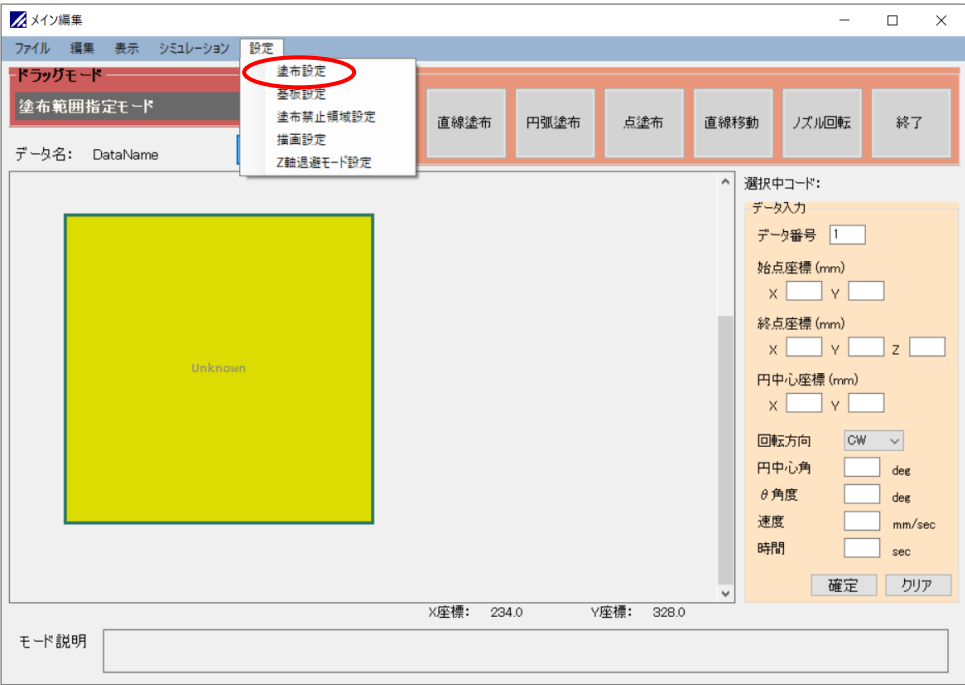 メイン編集
ファイル 編集 表示 シミュレーション 設定
塗布設定
基板設定
塗布禁止領域設定
描画設定
Z軸退避モード設定
ドラッグモード
塗布範囲指定モード
データ名: DataName
直線塗布 円弧塗布 点塗布 直線移動 ノズル回転 終了
Unknown
選択中コード:
データ入力
データ番号 1
始点座標(mm)
X Y
終点座標(mm)
X Y Z
円中心座標(mm)
X Y
回転方向 CW
円中心角 deg
θ角度 deg
速度 mm/sec
時間 sec
確定 クリア
X座標: 234.0 Y座標: 328.0
モード説明